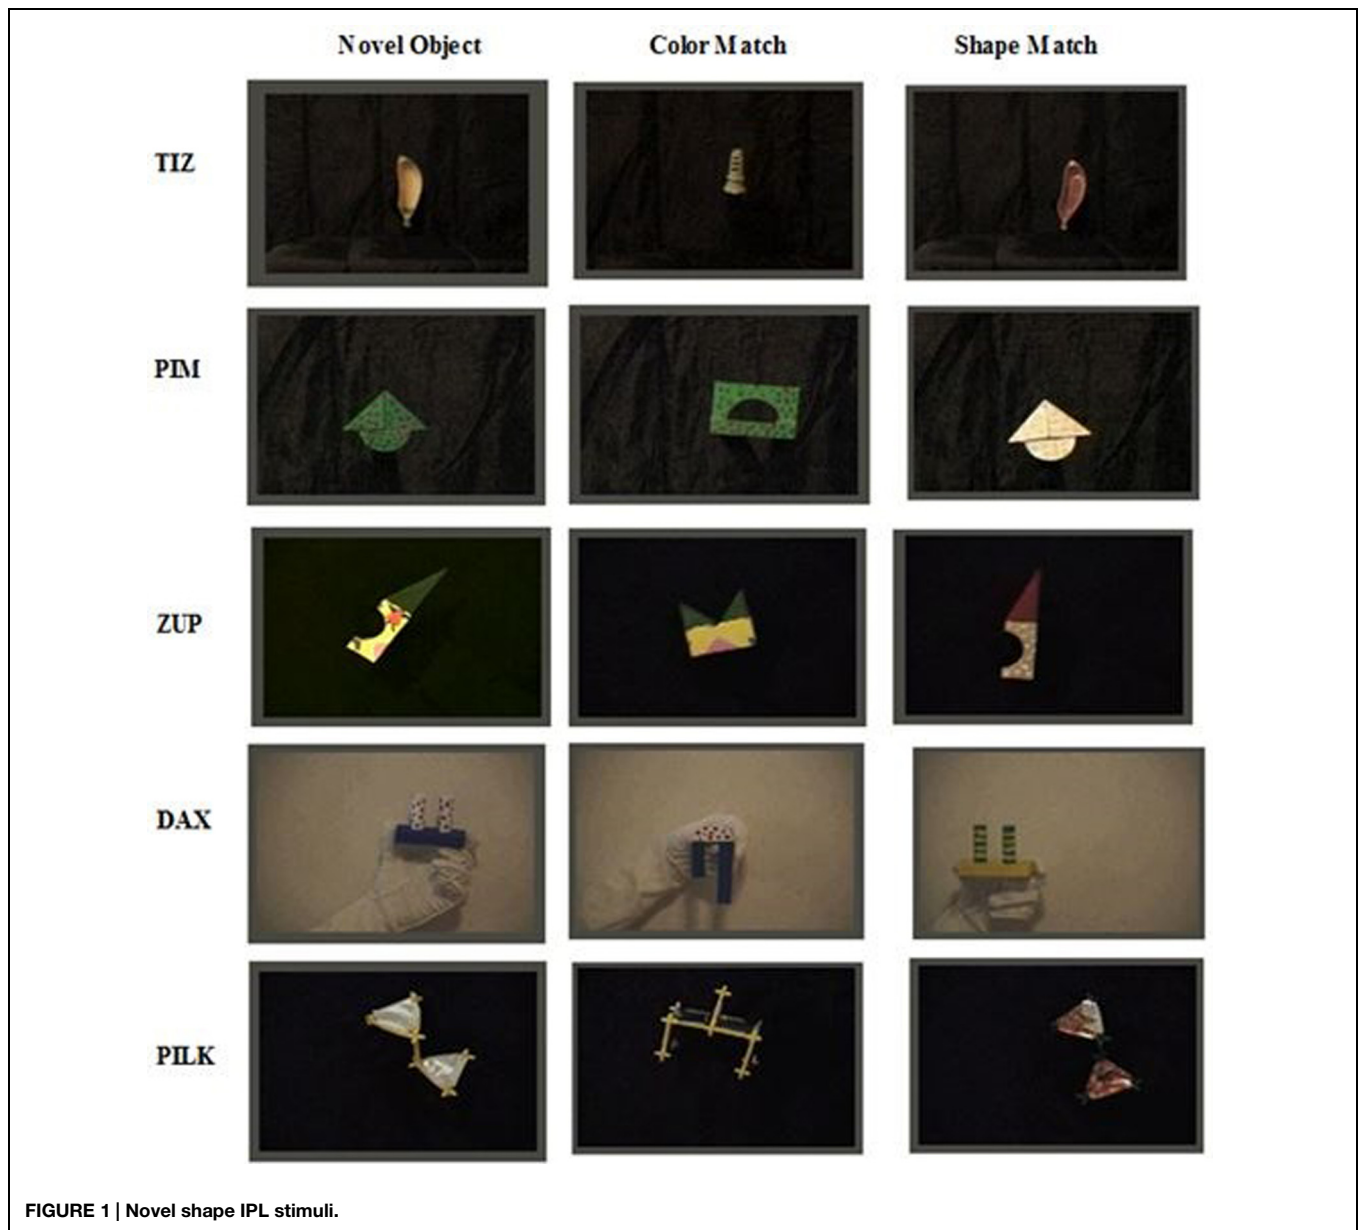 Novel Object Color Match Shape Match
TIZ
PIM
ZUP
DAX
PILK
FIGURE 1 | Novel shape IPL stimuli.